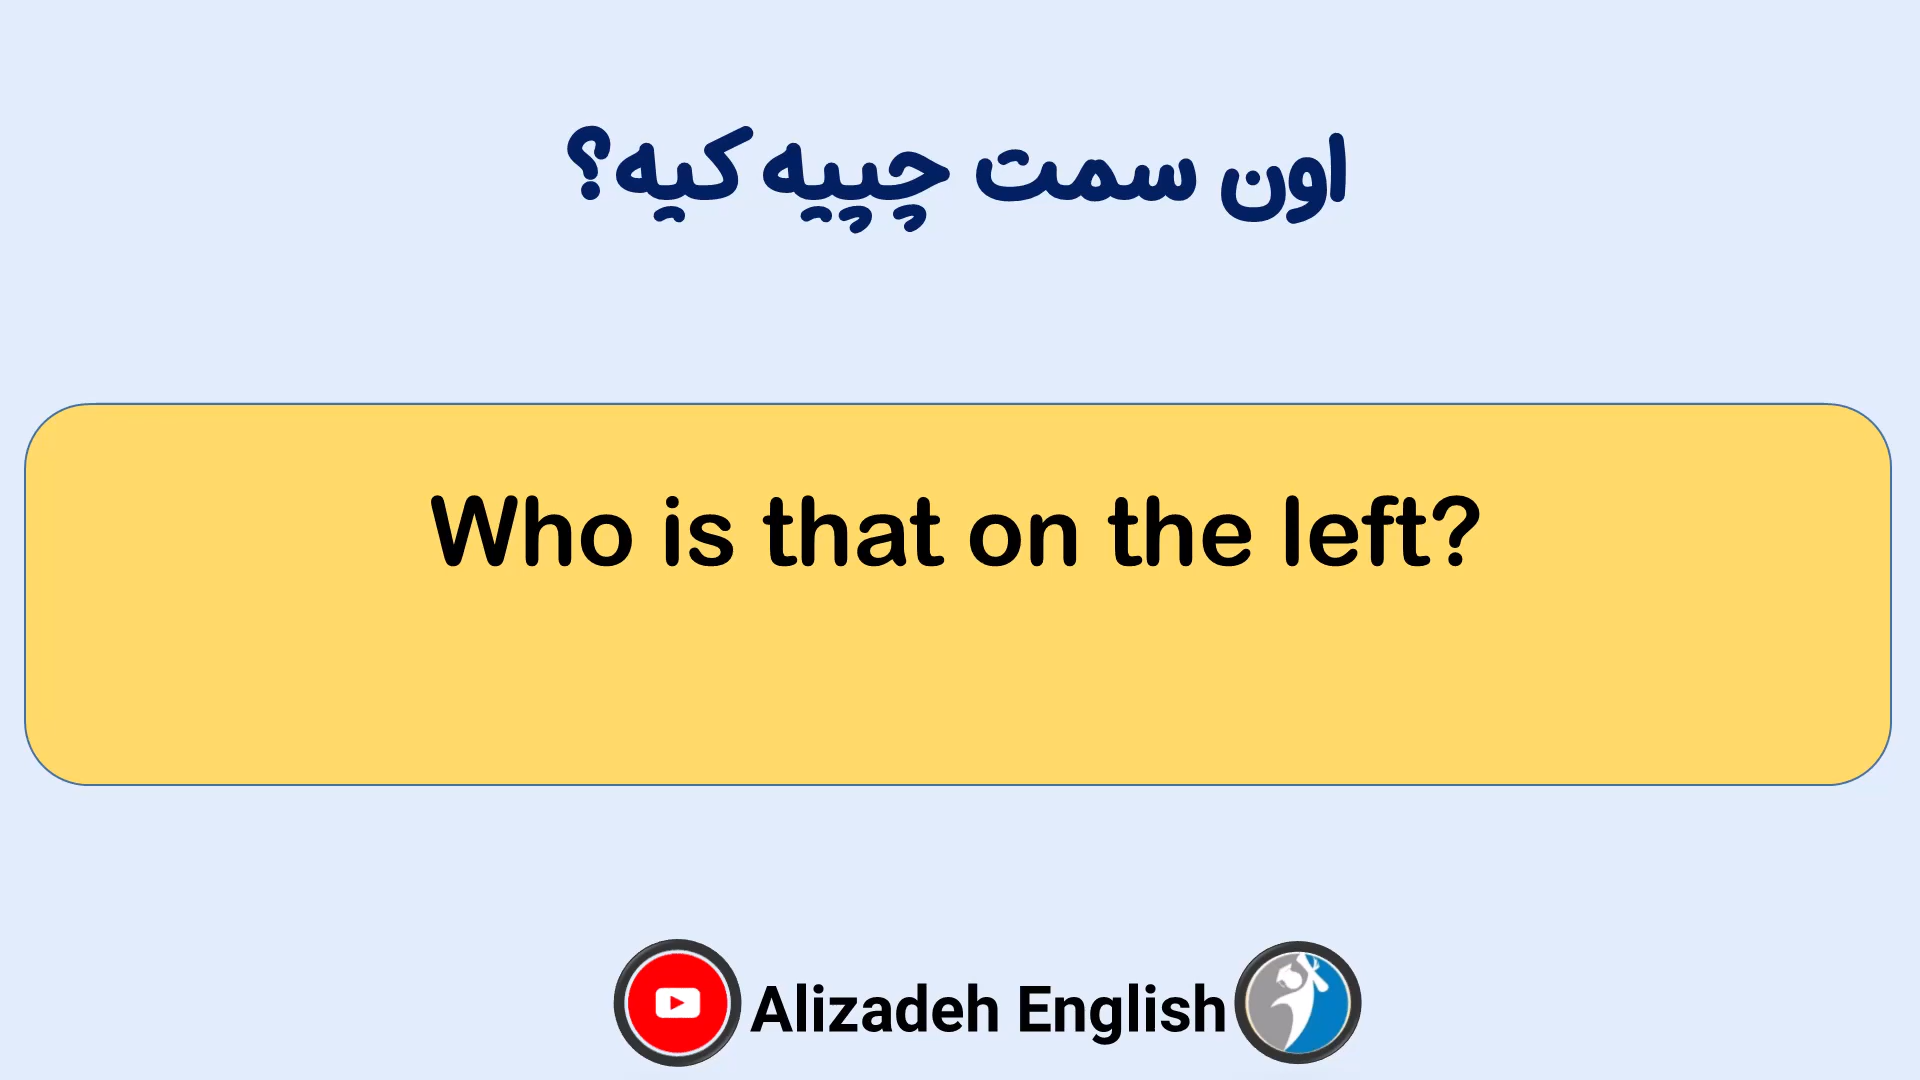 اون سمت چپیه کیه؟
Who is that on the left?
Alizadeh English